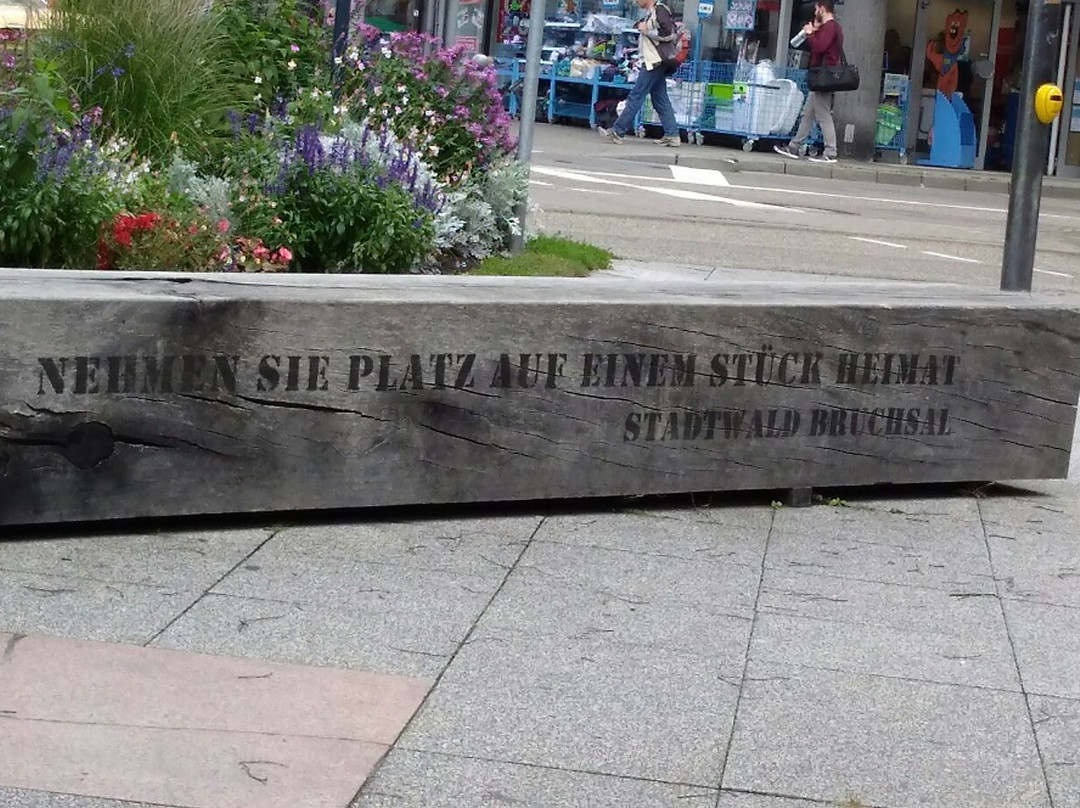 NEHMEN SIE PLATZ AUF EINEM STÜCK HEIMAT
STADTWALD BRUCHSAL